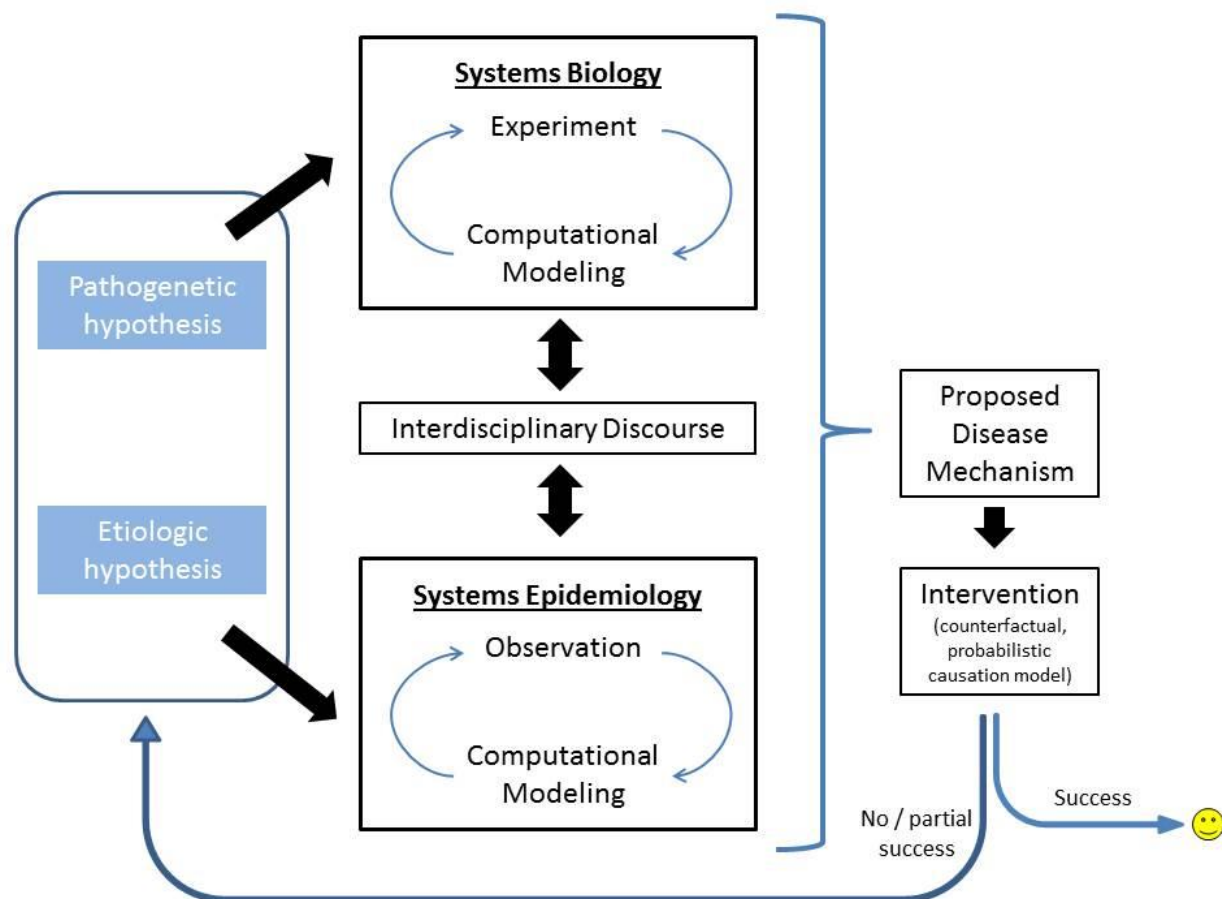 Systems Biology
Experiment
Computational
Modeling
Pathogenetic
hypothesis
Interdisciplinary Discourse
Etiologic
hypothesis
Systems Epidemiology
Observation
Computational
Modeling
Proposed
Disease
Mechanism
Intervention
(counterfactual,
probabilistic
causation model)
Success
No / partial
success